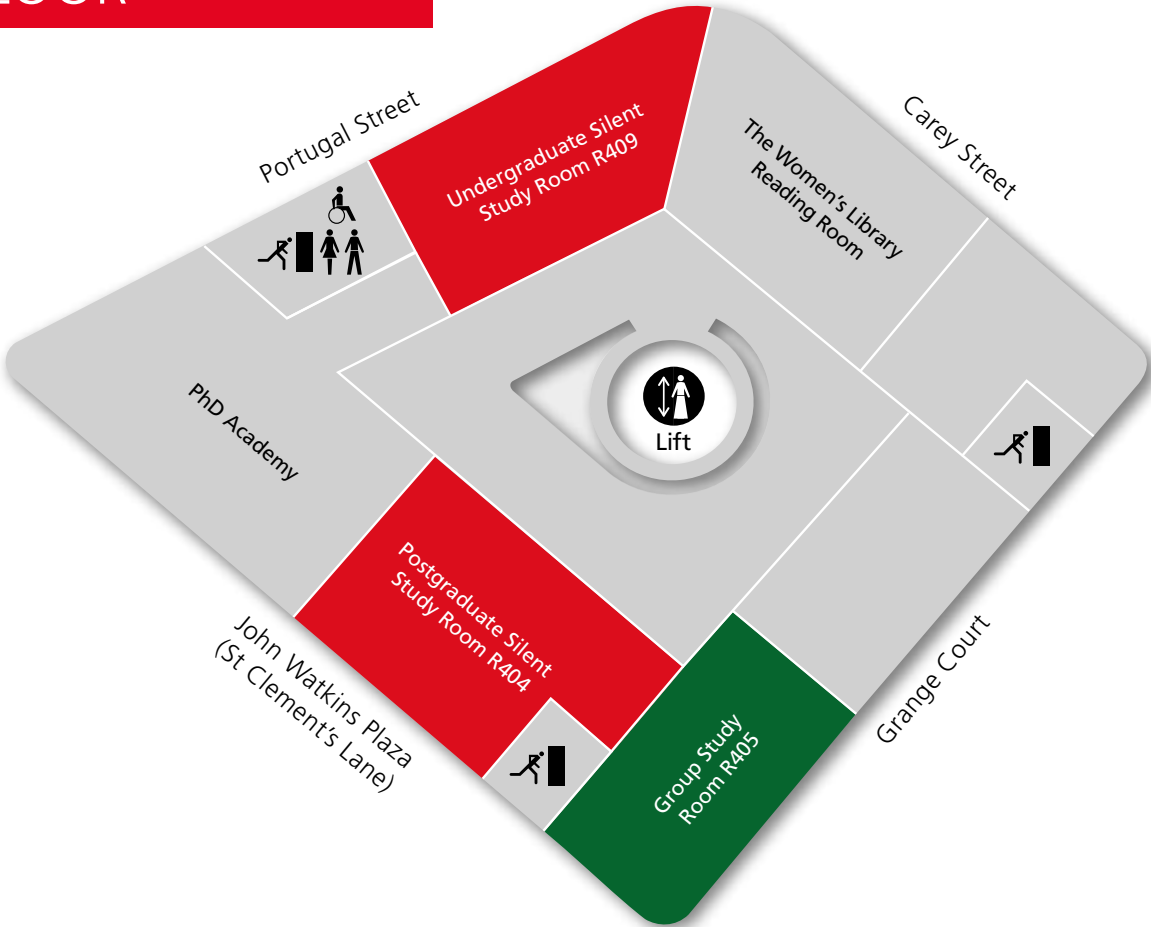 Portugal Street
Carey Street
Undergraduate Silent
Study Room R409
The Women's Library
Reading Room
PhD Academy
Lift
Postgraduate Silent
Study Room R404
John Watkins Plaza
(St Clement's Lane)
Group Study
Room R405
Grange Court